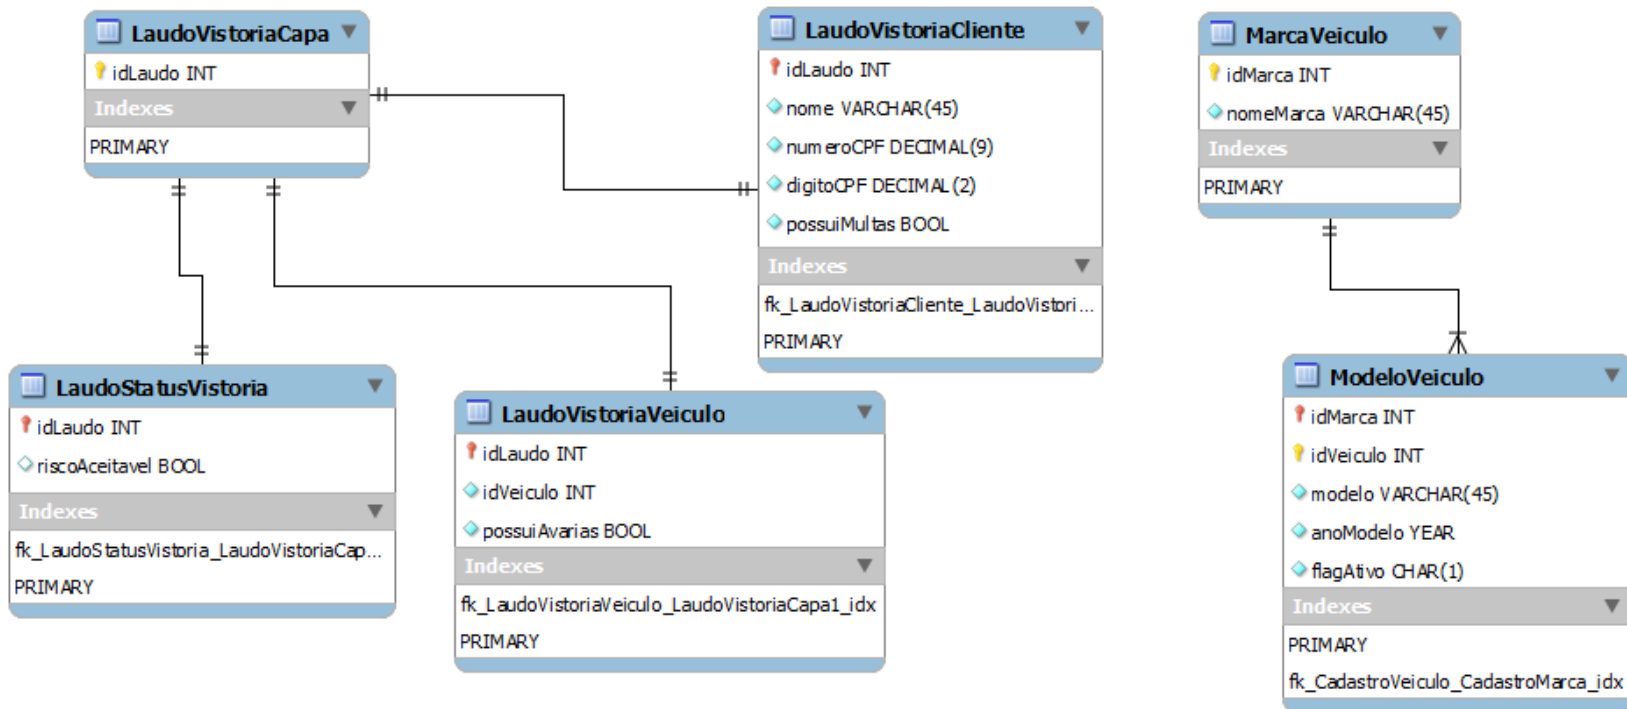 LaudoVistoriaCapa
idLaudo INT
Indexes
PRIMARY
LaudoVistoriaCliente
idLaudo INT
nome VARCHAR(45)
numeroCPF DECIMAL(9)
digitoCPF DECIMAL(2)
possuiMultas BOOL
Indexes
fk_LaudoVistoriaCliente_LaudoVistori...
PRIMARY
MarcaVeiculo
idMarca INT
nomeMarca VARCHAR(45)
Indexes
PRIMARY
LaudoStatusVistoria
idLaudo INT
riscoAceitavel BOOL
Indexes
fk_LaudoStatusVistoria_LaudoVistoriaCap...
PRIMARY
LaudoVistoriaVeiculo
idLaudo INT
idVeiculo INT
possuiAvarias BOOL
Indexes
fk_LaudoVistoriaVeiculo_LaudoVistoriaCapa1_idx
PRIMARY
ModeloVeiculo
idMarca INT
idVeiculo INT
modelo VARCHAR(45)
anoModelo YEAR
flagAtivo CHAR(1)
Indexes
PRIMARY
fk_CadastroVeiculo_CadastroMarca_idx